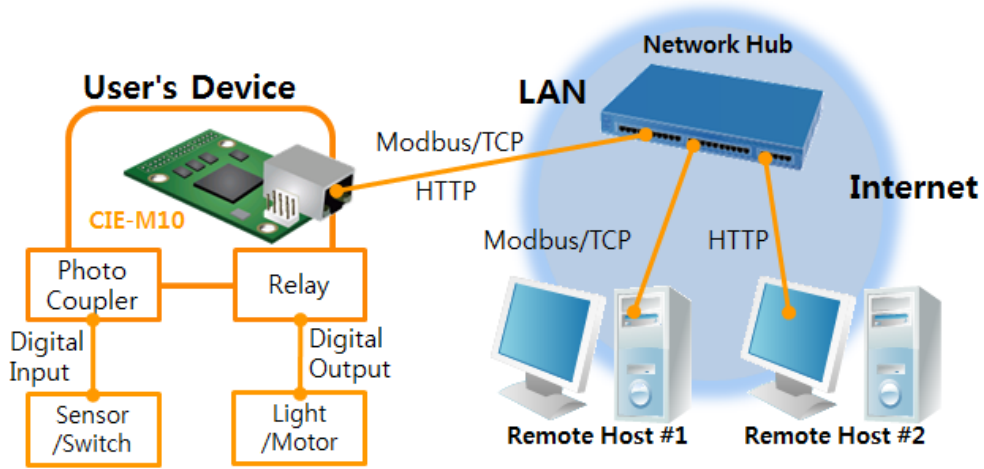 Network Hub
User's Device
LAN
Modbus/TCP
HTTP
Internet
CIE-M10
Modbus/TCP
HTTP
Photo
Coupler
Relay
Digital
Input
Digital
Output
Sensor
/Switch
Light
/Motor
Remote Host #1
Remote Host #2